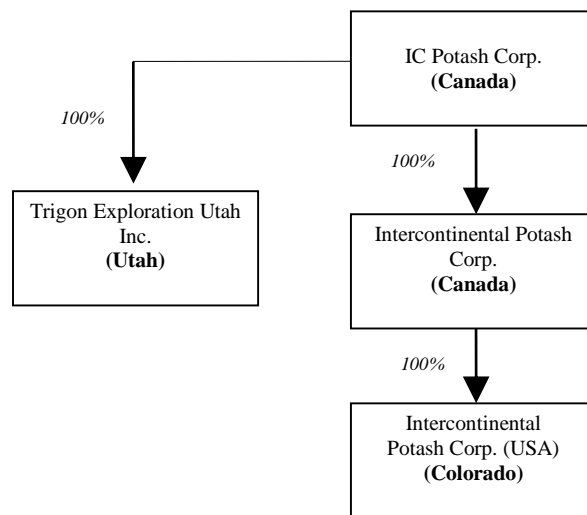 IC Potash Corp.
(Canada)
100%
100%
Trigon Exploration Utah
Inc.
(Utah)
Intercontinental Potash
Corp.
(Canada)
100%
Intercontinental
Potash Corp. (USA)
(Colorado)